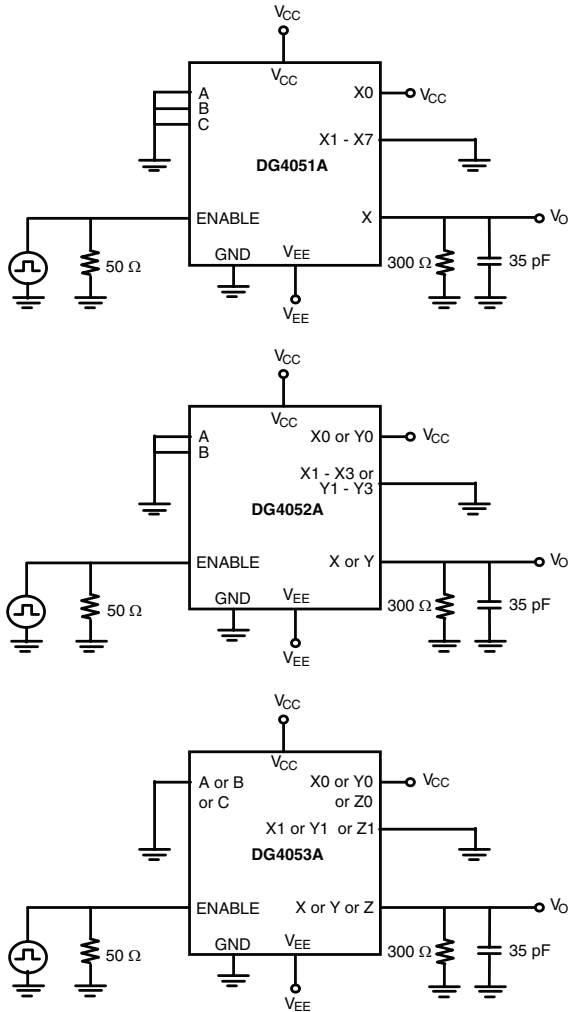 VCC
VCC
A
B
C
X0
VCC
X1 - X7
DG4051A
ENABLE
X
VO
GND
VEE
50 Ω
300 Ω
35 pF
VEE
VCC
VCC
A
B
X0 or Y0
VCC
X1 - X3 or
Y1 - Y3
DG4052A
ENABLE
X or Y
VO
GND
VEE
50 Ω
300 Ω
35 pF
VEE
VCC
VCC
A or B
or C
X0 or Y0
or Z0
VCC
X1 or Y1 or Z1
DG4053A
ENABLE
X or Y or Z
VO
GND
VEE
50 Ω
300 Ω
35 pF
VEE